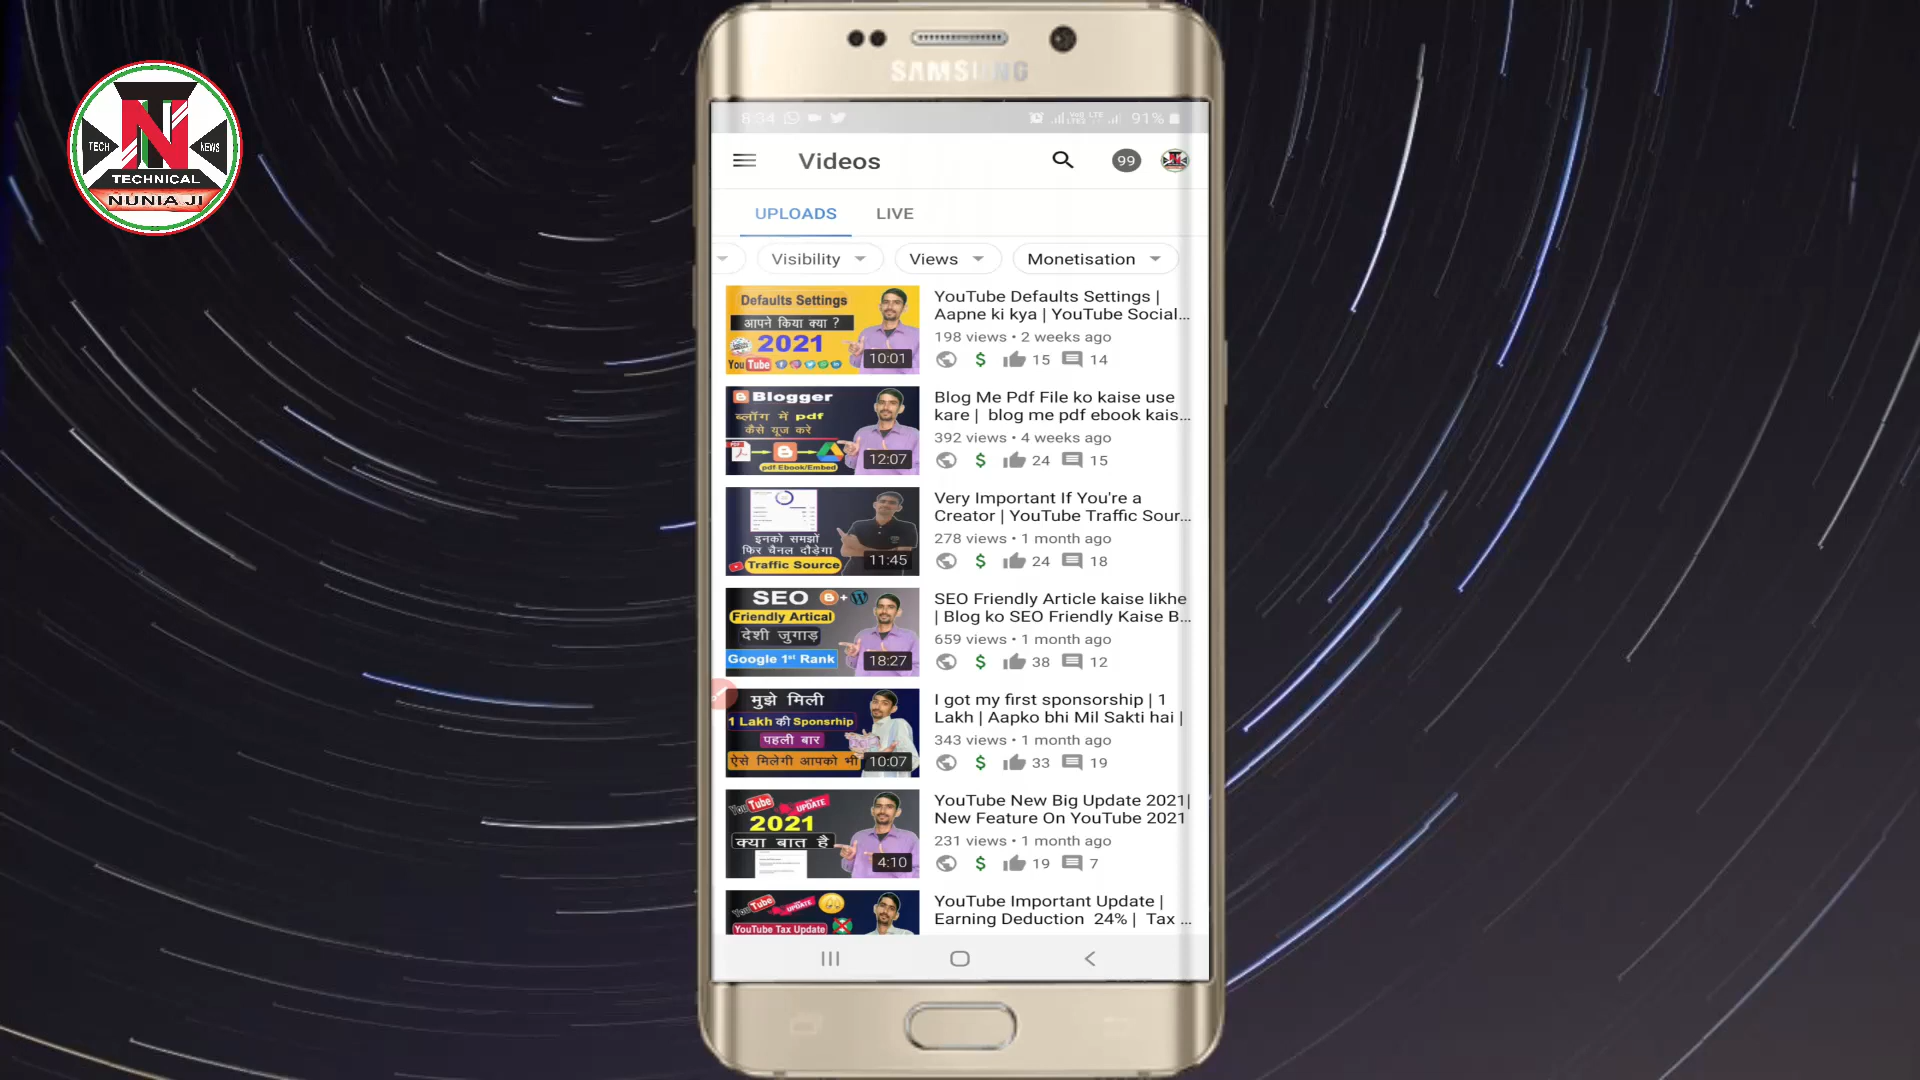 SAMSUNG
TECH
NEWS
TECHNICAL
NUNIA JI
8:34
91%
Videos
99
UPLOADS
LIVE
Visibility
Views
Monetisation
Defaults Settings
आपने किया क्या ?
2021
YouTube
10:01
YouTube Defaults Settings |
Aapne ki kya | YouTube Social...
198 views • 2 weeks ago
15
14
Blogger
ब्लॉग में pdf
कैसे यूज करे
PDF
pdf Ebook/Embed
12:07
Blog Me Pdf File ko kaise use
kare | blog me pdf ebook kais...
392 views • 4 weeks ago
24
15
इनको समझों
फिर चैनल दौड़ेगा
Traffic Source
11:45
Very Important If You're a
Creator | YouTube Traffic Sour...
278 views • 1 month ago
24
18
SEO
+
Friendly Artical
देशी जुगाड़
Google 1st Rank
18:27
SEO Friendly Article kaise likhe
| Blog ko SEO Friendly Kaise B...
659 views • 1 month ago
38
12
मुझे मिली
1 Lakh की Sponsrhip
पहली बार
ऐसे मिलेगी आपको भी
10:07
I got my first sponsorship | 1
Lakh | Aapko bhi Mil Sakti hai |
343 views • 1 month ago
33
19
YouTube UPDATE
2021
क्या बात है
4:10
YouTube New Big Update 2021|
New Feature On YouTube 2021
231 views • 1 month ago
19
7
YouTube UPDATE
YouTube Tax Update
YouTube Important Update |
Earning Deduction 24% | Tax ...